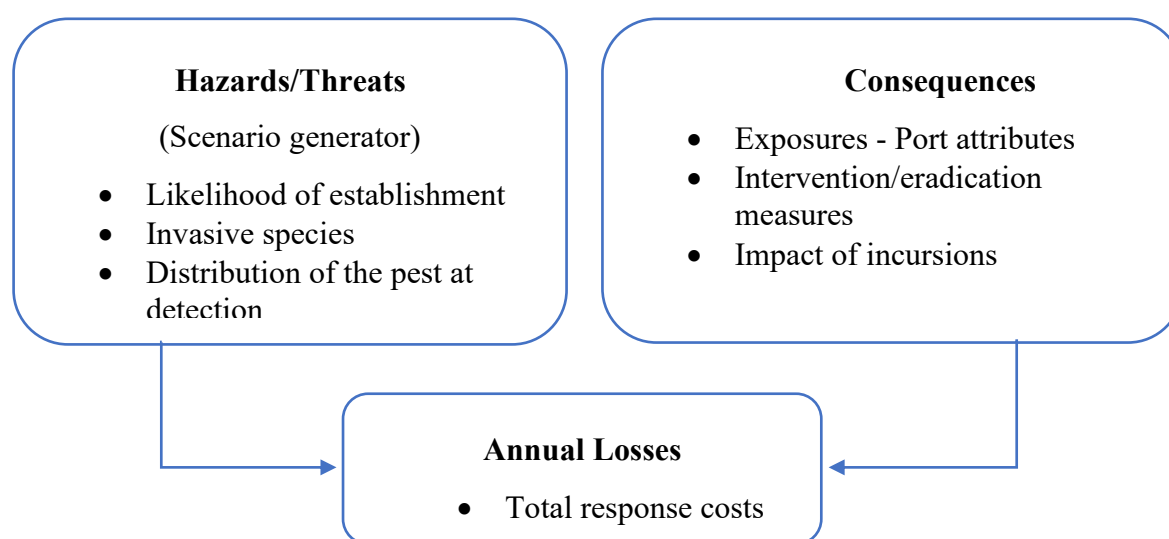 Hazards/Threats
(Scenario generator)
• Likelihood of establishment
• Invasive species
• Distribution of the pest at
detection
Consequences
• Exposures - Port attributes
• Intervention/eradication
measures
• Impact of incursions
Annual Losses
• Total response costs